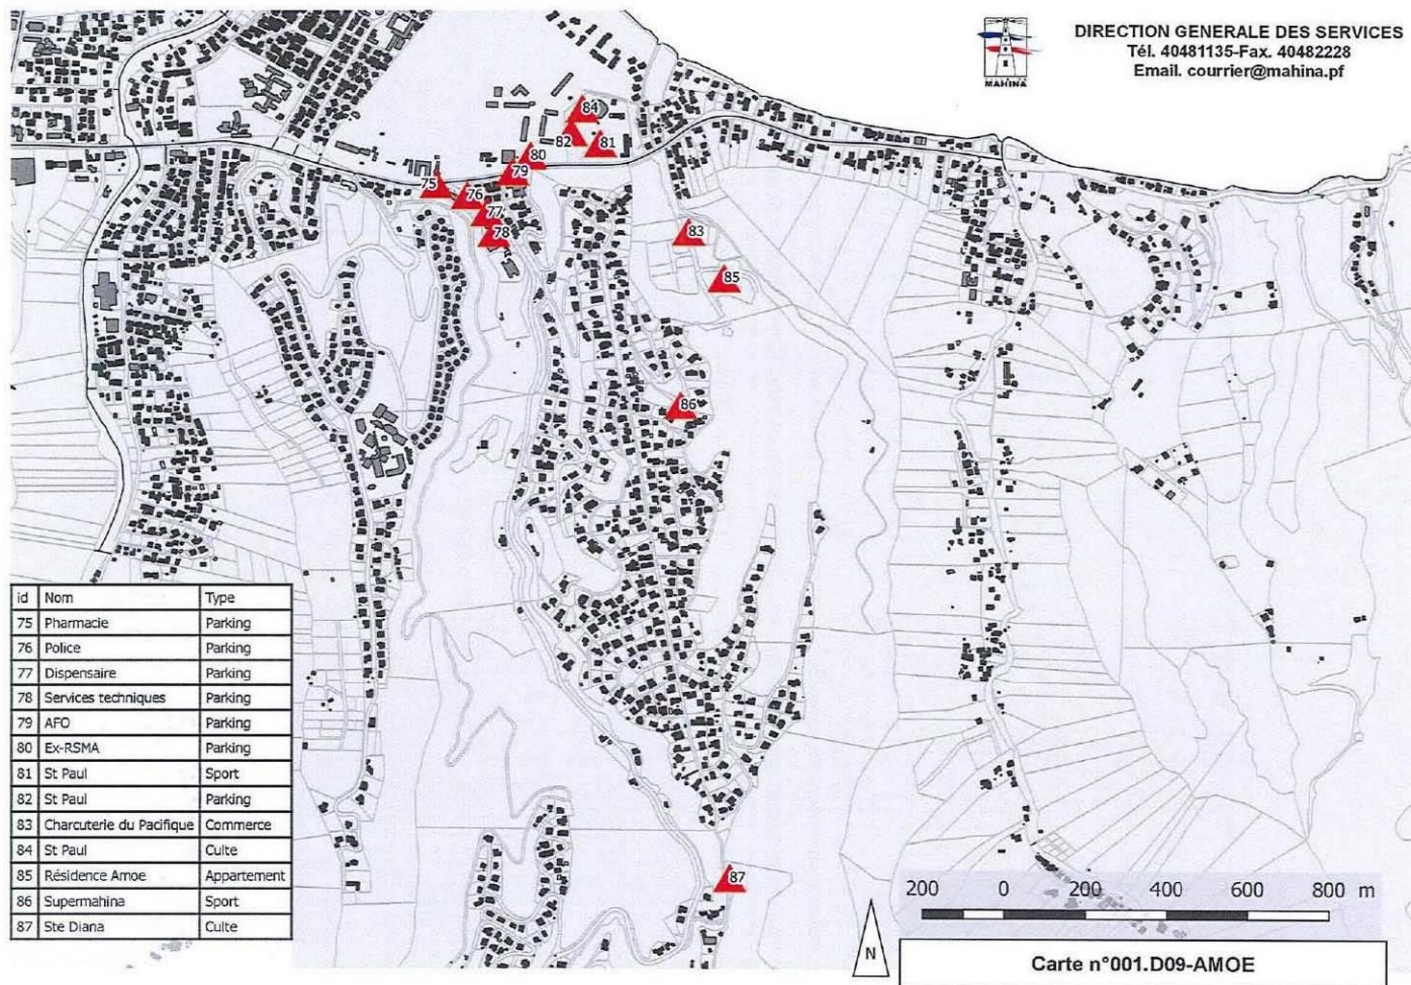 DIRECTION GENERALE DES SERVICES
Tél. 40481135-Fax. 40482228
Email. courrier@mahina.pf
MAHINA
84
82
81
80
79
75
76
77
78
83
85
86
87
id Nom Type
75 Pharmacie Parking
76 Police Parking
77 Dispensaire Parking
78 Services techniques Parking
79 AFO Parking
80 Ex-RSMA Parking
81 St Paul Sport
82 St Paul Parking
83 Charcuterie du Pacifique Commerce
84 St Paul Culte
85 Résidence Amoe Appartement
86 Supermahina Sport
87 Ste Diana Culte
200 0 200 400 600 800 m
N
Carte n°001.D09-AMOE